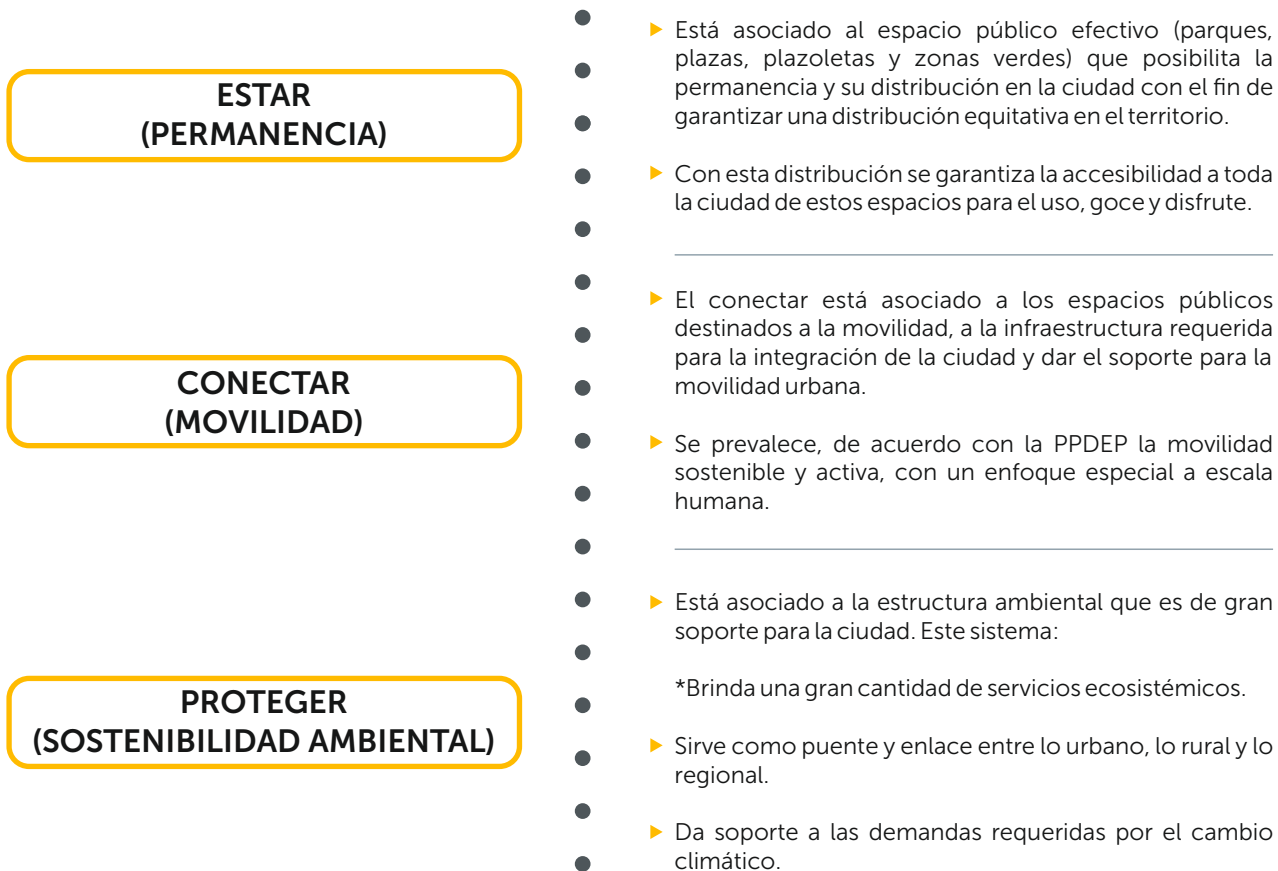 ESTAR
(PERMANENCIA)
Está asociado al espacio público efectivo (parques,
plazas, plazoletas y zonas verdes) que posibilita la
permanencia y su distribución en la ciudad con el fin de
garantizar una distribución equitativa en el territorio.
Con esta distribución se garantiza la accesibilidad a toda
la ciudad de estos espacios para el uso, goce y disfrute.
CONECTAR
(MOVILIDAD)
El conectar está asociado a los espacios públicos
destinados a la movilidad, a la infraestructura requerida
para la integración de la ciudad y dar el soporte para la
movilidad urbana.
Se prevalece, de acuerdo con la PPDEP la movilidad
sostenible y activa, con un enfoque especial a escala
humana.
PROTEGER
(SOSTENIBILIDAD AMBIENTAL)
Está asociado a la estructura ambiental que es de gran
soporte para la ciudad. Este sistema:
*Brinda una gran cantidad de servicios ecosistémicos.
Sirve como puente y enlace entre lo urbano, lo rural y lo
regional.
Da soporte a las demandas requeridas por el cambio
climático.